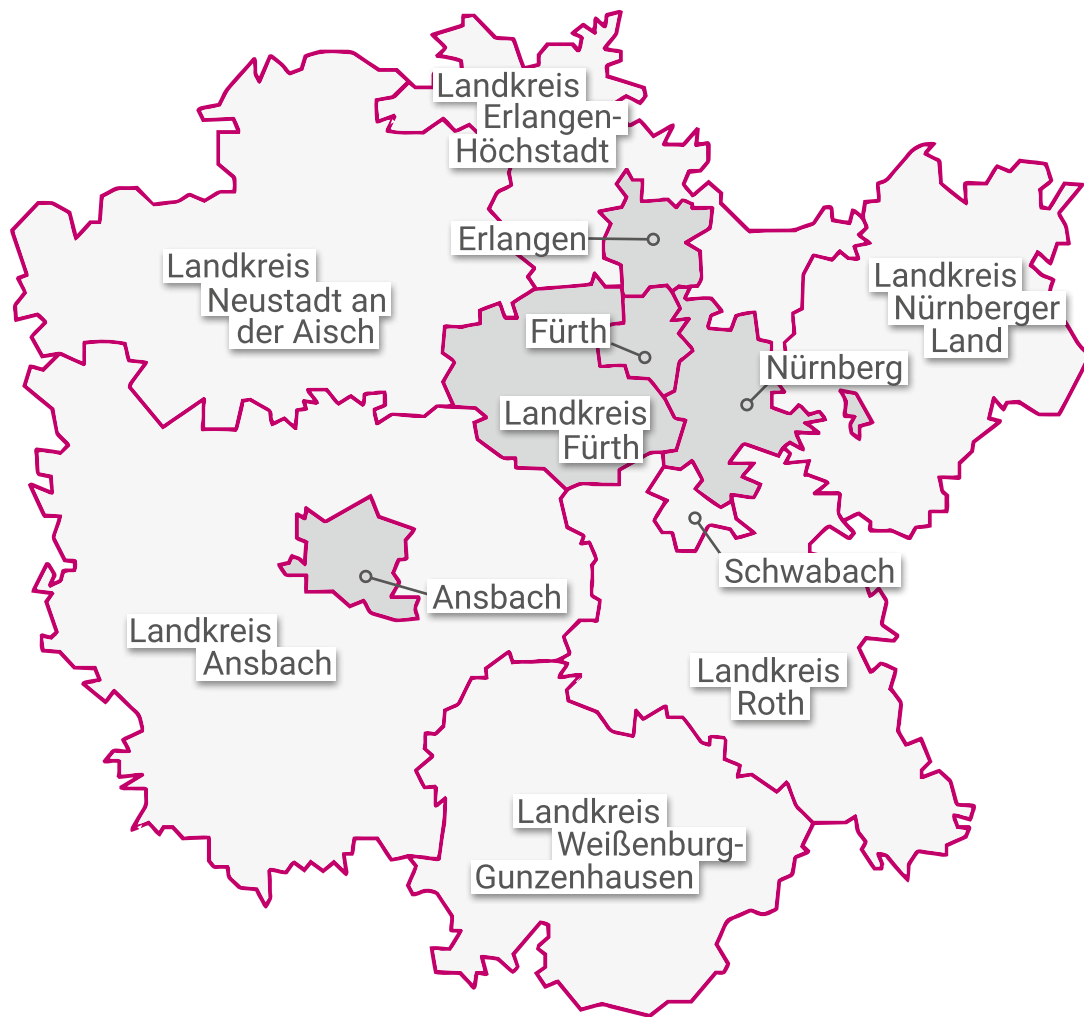 Landkreis
Erlangen-
Höchstadt
Erlangen
Landkreis
Neustadt an
der Aisch
Landkreis
Nürnberger
Land
Fürth
Nürnberg
Landkreis
Fürth
Schwabach
Ansbach
Landkreis
Ansbach
Landkreis
Roth
Landkreis
Weißenburg-
Gunzenhausen